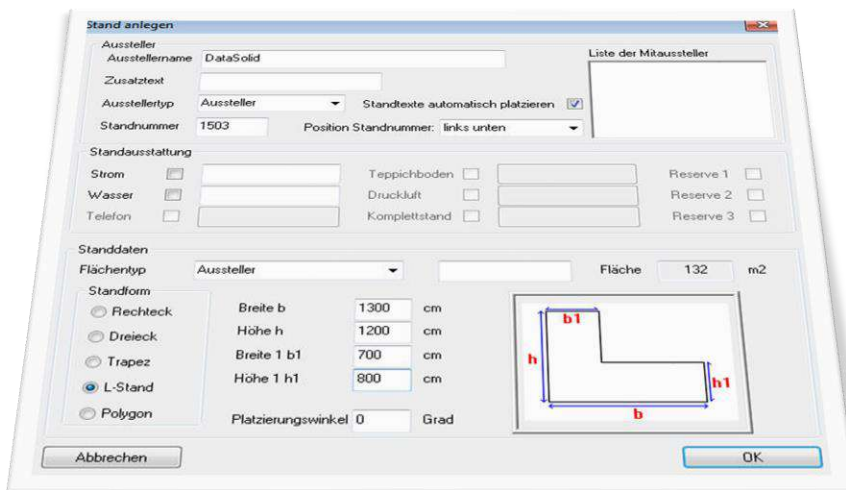 Stand anlegen
Aussteller
Ausstellername DataSolid
Liste der Mitaussteller
Zusatztext
Ausstellertyp Aussteller Standtexte automatisch platzieren
Standnummer 1503 Position Standnummer: links unten
Standausstattung
Strom Teppichboden Reserve 1
Wasser Druckluft Reserve 2
Telefon Komplettstand Reserve 3
Standdaten
Flächentyp Aussteller Fläche 132 m2
Standform
Rechteck
Dreieck
Trapez
L-Stand
Polygon
Breite b 1300 cm
Höhe h 1200 cm
Breite 1 b1 700 cm
Höhe 1 h1 800 cm
Platzierungswinkel 0 Grad
b1
h
h1
b
Abbrechen OK